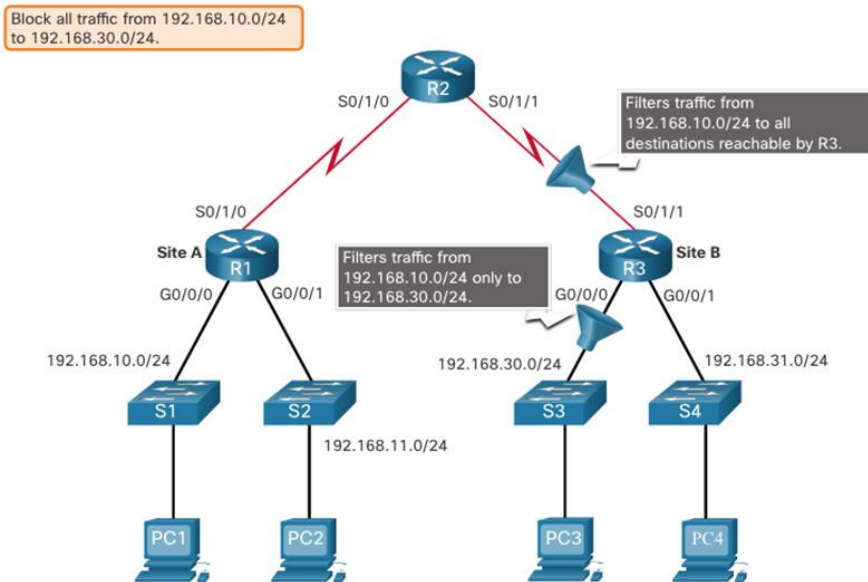 Block all traffic from 192.168.10.0/24
to 192.168.30.0/24.
R2
S0/1/0
S0/1/1
Filters traffic from
192.168.10.0/24 to all
destinations reachable by R3.
S0/1/0
S0/1/1
Site A
R1
Filters traffic from
192.168.10.0/24 only to
192.168.30.0/24.
R3
Site B
G0/0/0
G0/0/1
G0/0/0
G0/0/1
192.168.10.0/24
192.168.30.0/24
192.168.31.0/24
S1
S2
S3
S4
192.168.11.0/24
PC1
PC2
PC3
PC4